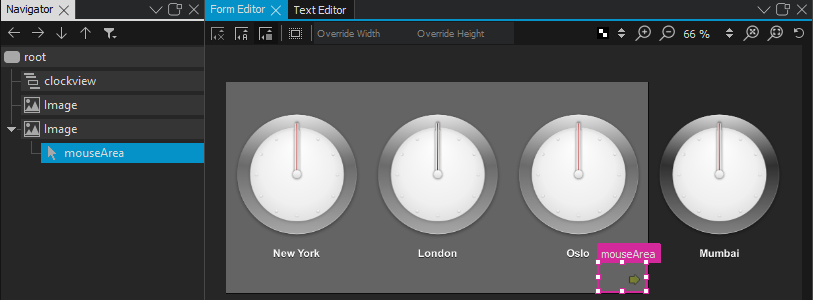 Navigator
Form Editor
Text Editor
Override Width
Override Height
66 %
root
clockview
Image
Image
mouseArea
New York
London
Oslo
Mumbai
mouseArea